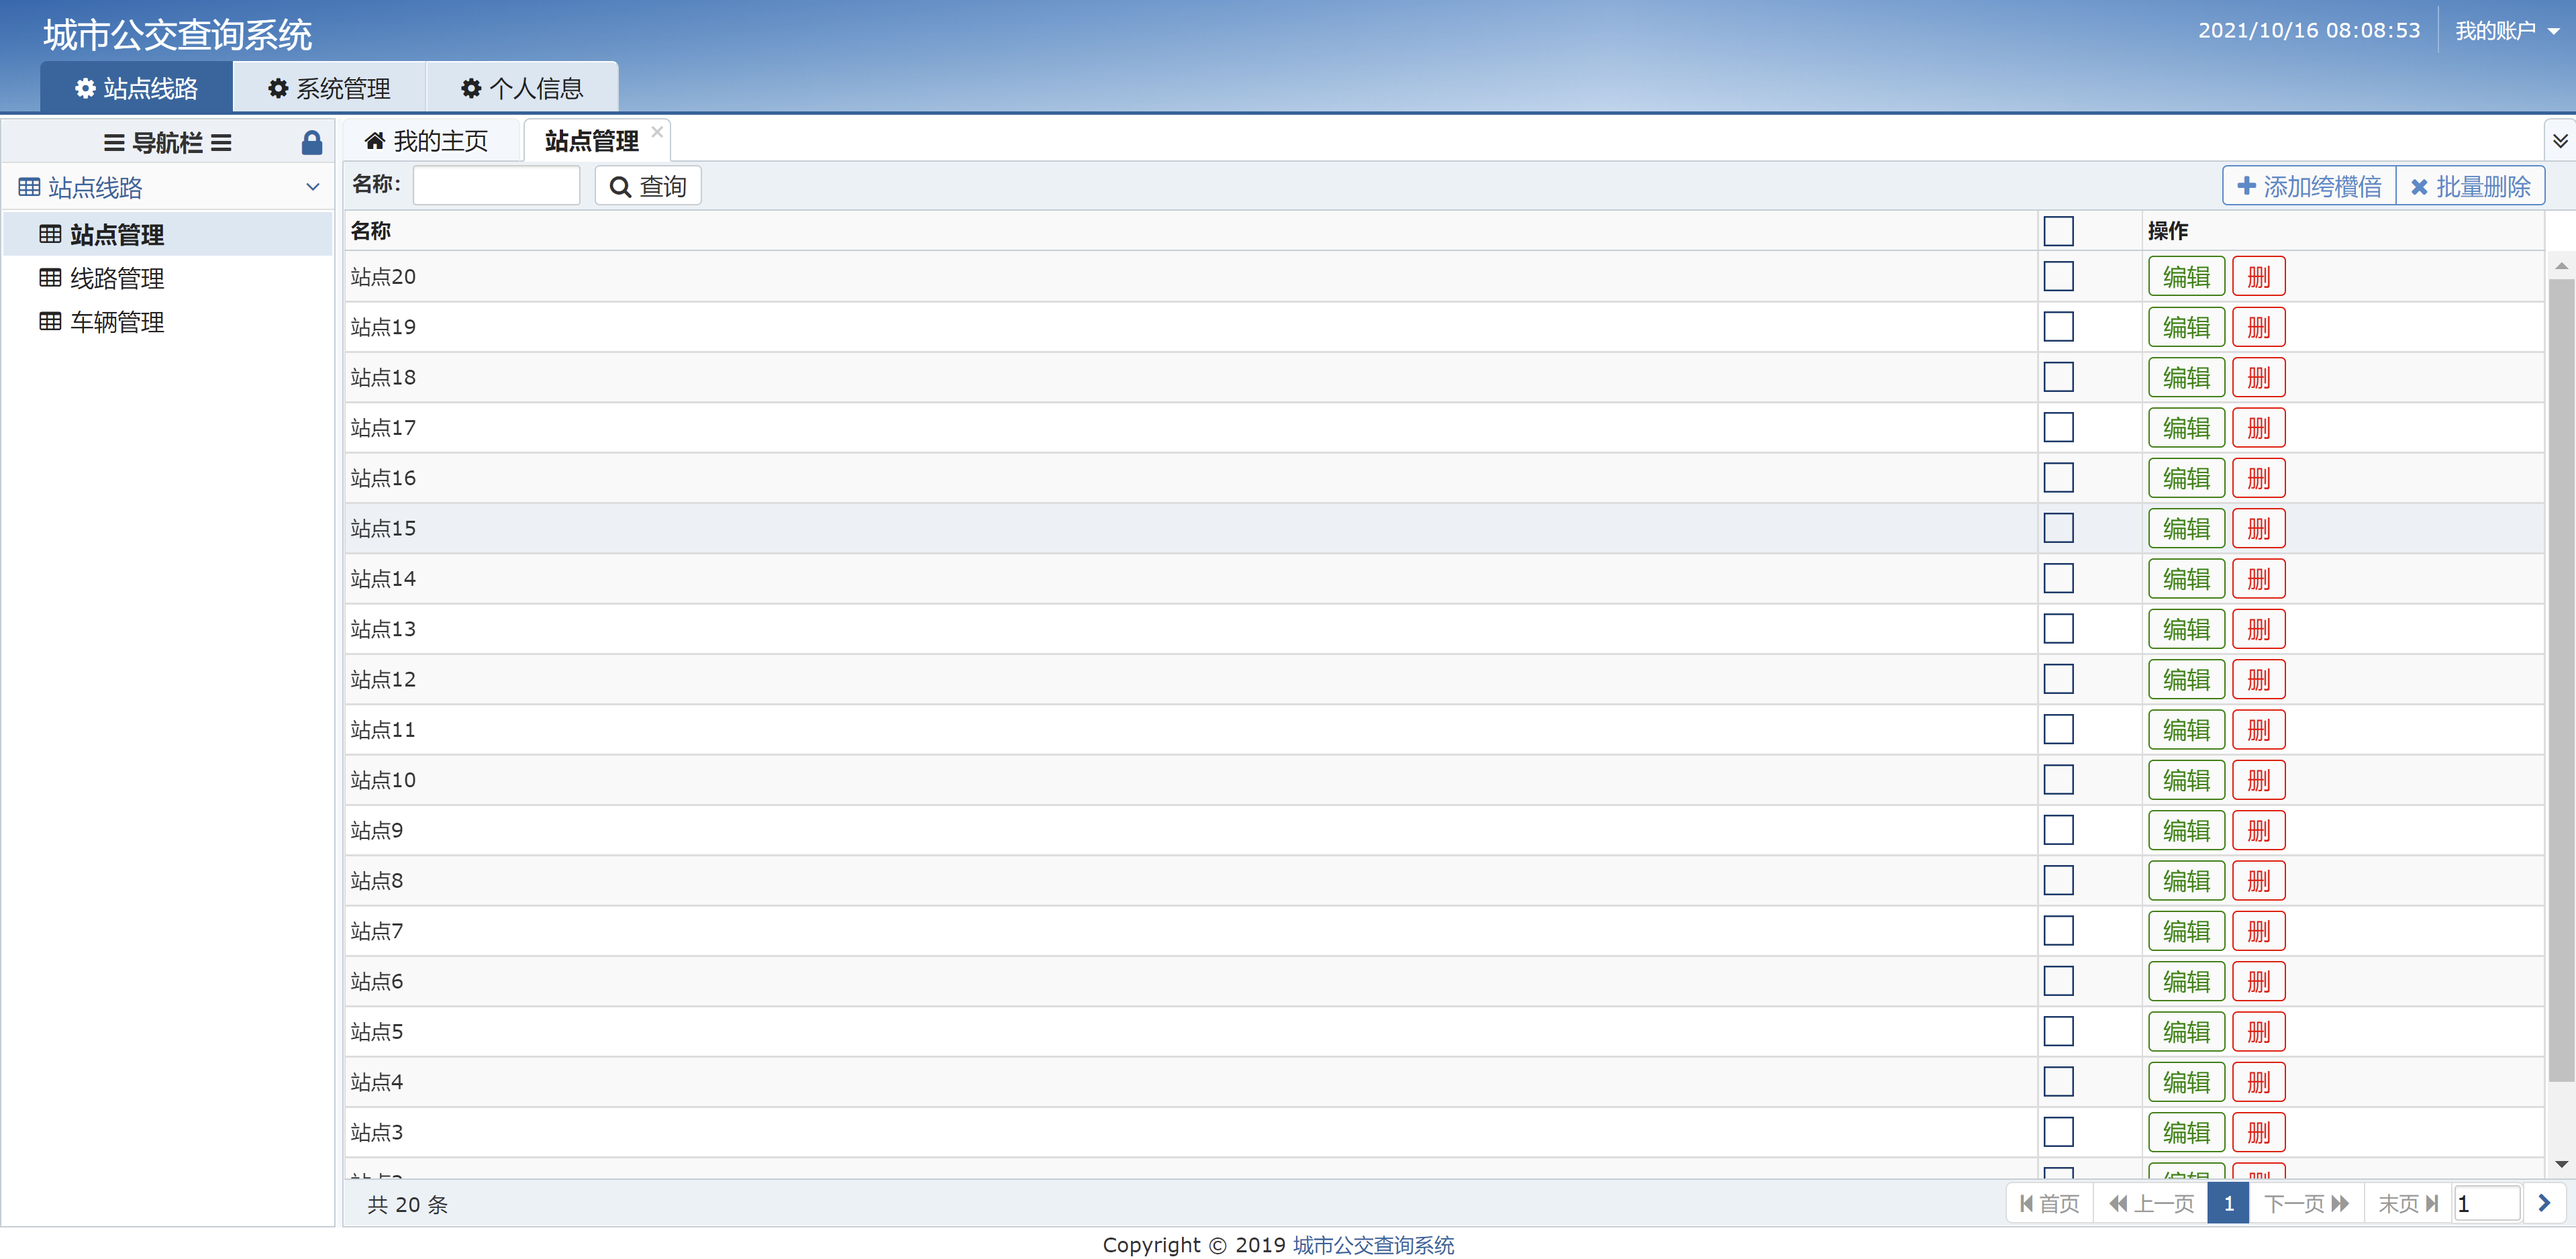 城市公交查询系统
2021/10/16 08:08:53 我的账户
站点线路 系统管理 个人信息
导航栏
我的主页 站点管理
站点线路
名称： 查询 添加绔欑偣 批量删除
站点管理
线路管理
车辆管理
名称 操作
站点20 编辑 删
站点19 编辑 删
站点18 编辑 删
站点17 编辑 删
站点16 编辑 删
站点15 编辑 删
站点14 编辑 删
站点13 编辑 删
站点12 编辑 删
站点11 编辑 删
站点10 编辑 删
站点9 编辑 删
站点8 编辑 删
站点7 编辑 删
站点6 编辑 删
站点5 编辑 删
站点4 编辑 删
站点3 编辑 删
共 20 条 首页 上一页 1 下一页 末页 1
Copyright © 2019 城市公交查询系统